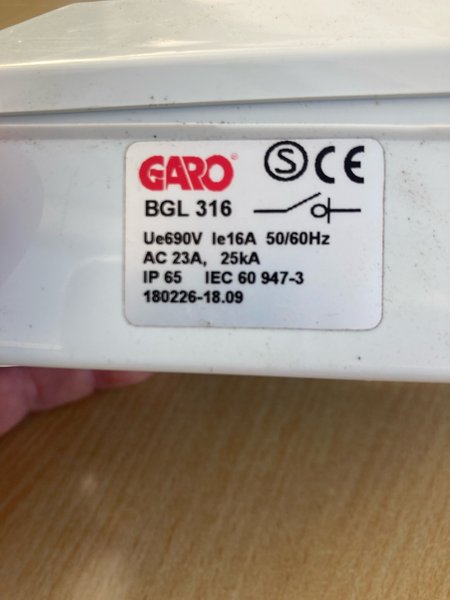 GARO® Ⓢ CE
BGL 316
Ue690V Ie16A 50/60Hz
AC 23A, 25kA
IP 65 IEC 60 947-3
180226-18.09